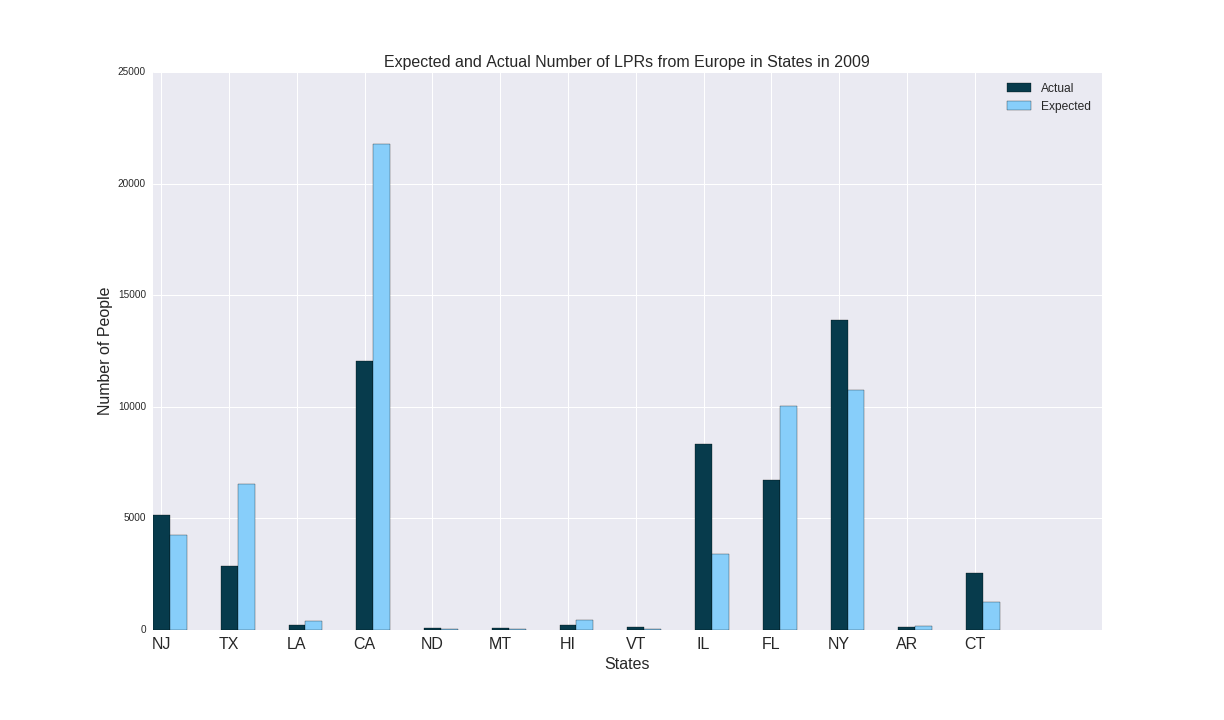 Expected and Actual Number of LPRs from Europe in States in 2009
Actual
Expected
25000
20000
15000
10000
5000
0
Number of People
NJ TX LA CA ND MT HI VT IL FL NY AR CT
States